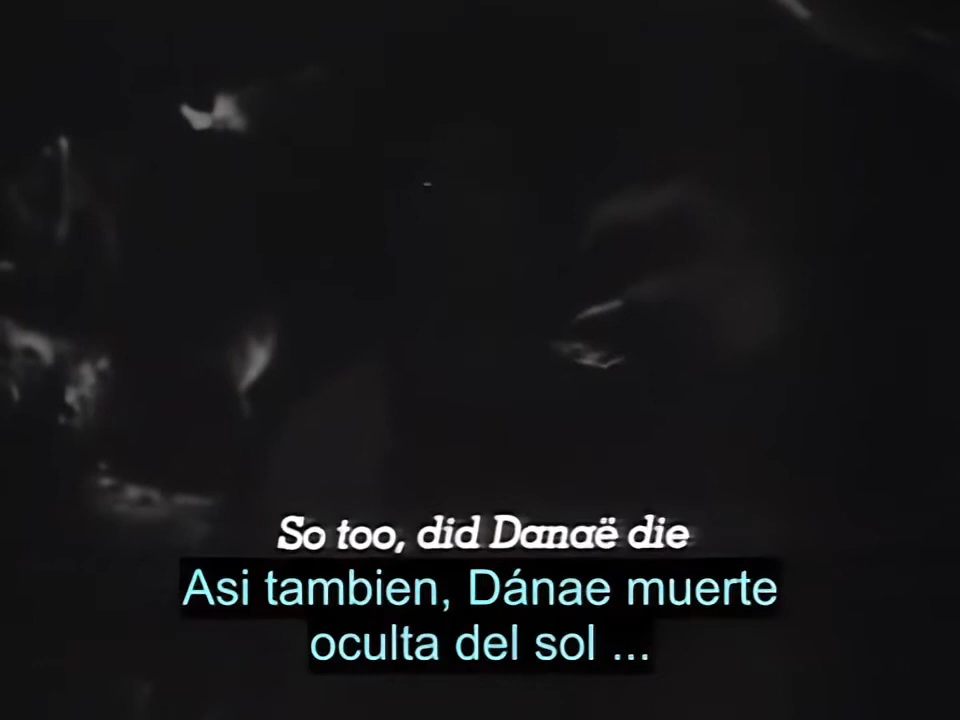 So too, did Danaë die
Asi tambien, Dánae muerte
oculta del sol ...